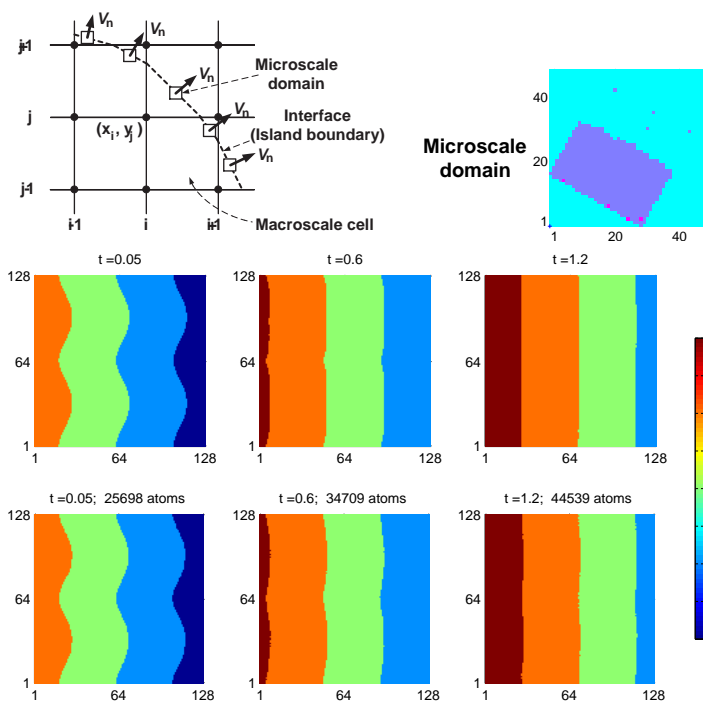 V_n
V_n
j+1
V_n
Microscale
domain
50
V_n
j
(x_i, y_j)
Interface
(Island boundary)
V_n
Microscale
domain
20
j-1
Macroscale cell
1
i-1
i
i+1
1
20
40
t =0.05
t =0.6
t =1.2
128
128
128
64
64
64
1
1
1
1
64
128
1
64
128
1
64
128
t =0.05; 25698 atoms
t =0.6; 34709 atoms
t =1.2; 44539 atoms
128
128
128
64
64
64
1
1
1
1
64
128
1
64
128
1
64
128